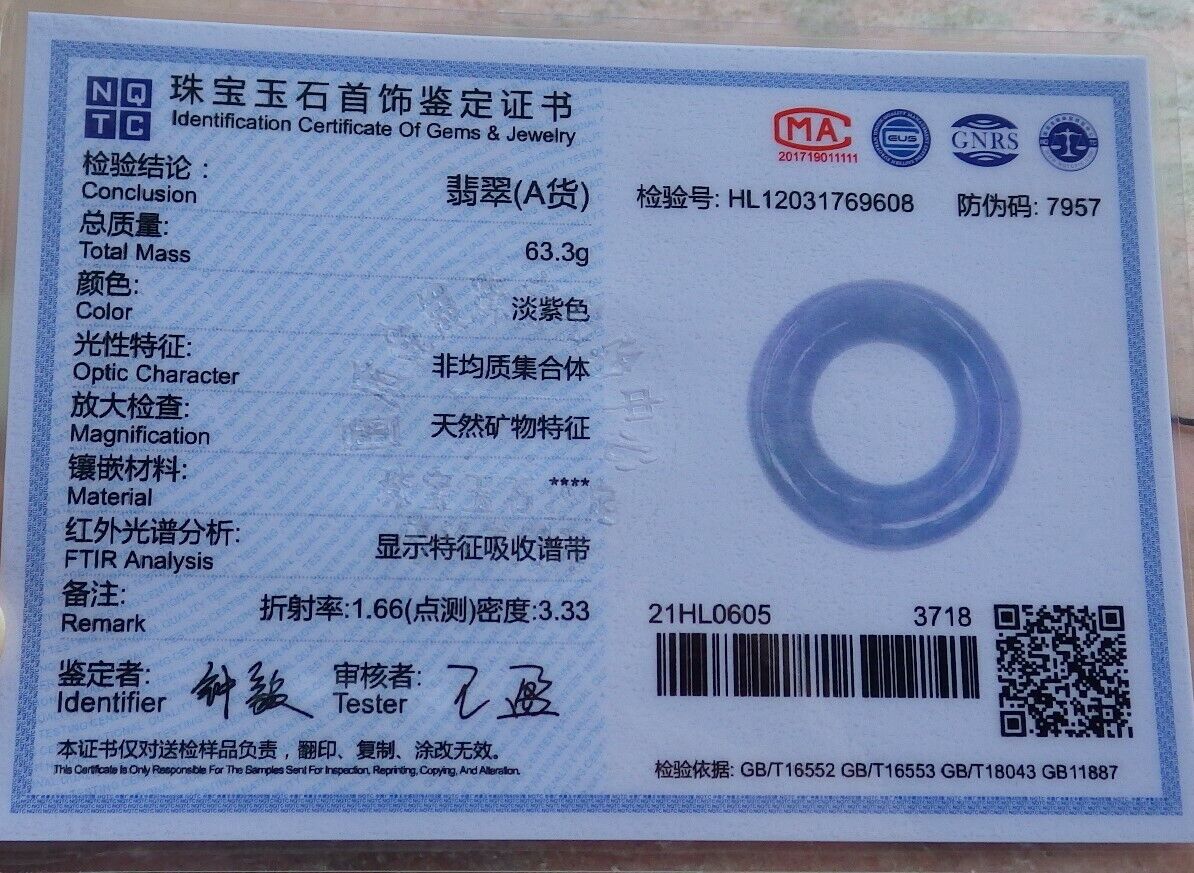 NQ
TC
珠宝玉石首饰鉴定证书
Identification Certificate Of Gems & Jewelry
检验结论:
Conclusion
翡翠(A货)
总质量:
Total Mass
63.3g
颜色:
Color
淡紫色
光性特征:
Optic Character
非均质集合体
放大检查:
Magnification
天然矿物特征
镶嵌材料:
Material
****
红外光谱分析:
FTIR Analysis
显示特征吸收谱带
备注:
Remark
折射率:1.66(点测)密度:3.33
鉴定者:
Identifier
审核者:
Tester
本证书仅对送检样品负责，翻印、复制、涂改无效。
This Certificate Is Only Responsible For The Samples Sent For Inspection, Reprinting, Copying, And Alteration.
MA
201719011111
CUS
GNRS
检验号: HL12031769608 防伪码: 7957
21HL0605 3718
检验依据: GB/T16552 GB/T16553 GB/T18043 GB11887